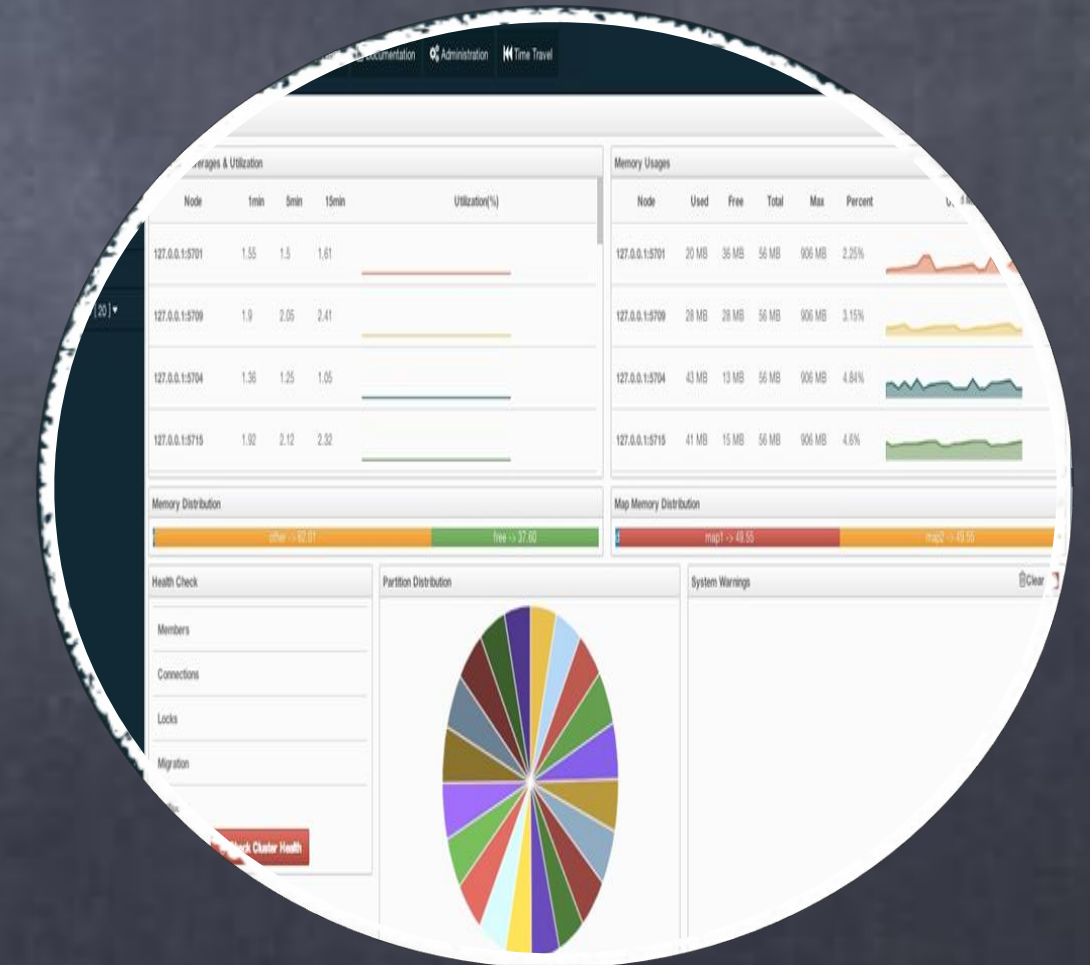 Documentation Administration Time Travel
& Utilization
Node 1min 5min 15min Utilization(%)
127.0.0.1:5701 1.55 1.5 1.61
127.0.0.1:5709 1.9 2.05 2.41
127.0.0.1:5704 1.36 1.25 1.05
127.0.0.1:5715 1.92 2.12 2.32
Memory Usages
Node Used Free Total Max Percent
127.0.0.1:5701 20 MB 36 MB 56 MB 906 MB 2.25%
127.0.0.1:5709 28 MB 28 MB 56 MB 906 MB 3.15%
127.0.0.1:5704 43 MB 13 MB 56 MB 906 MB 4.84%
127.0.0.1:5715 41 MB 15 MB 56 MB 906 MB 4.6%
[ 20 ]
Memory Distribution
other -> 62.01 free -> 37.60
Map Memory Distribution
map1 -> 49.55 map2 -> 49.55
Health Check
Members
Connections
Locks
Migration
Check Cluster Health
Partition Distribution
System Warnings Clear